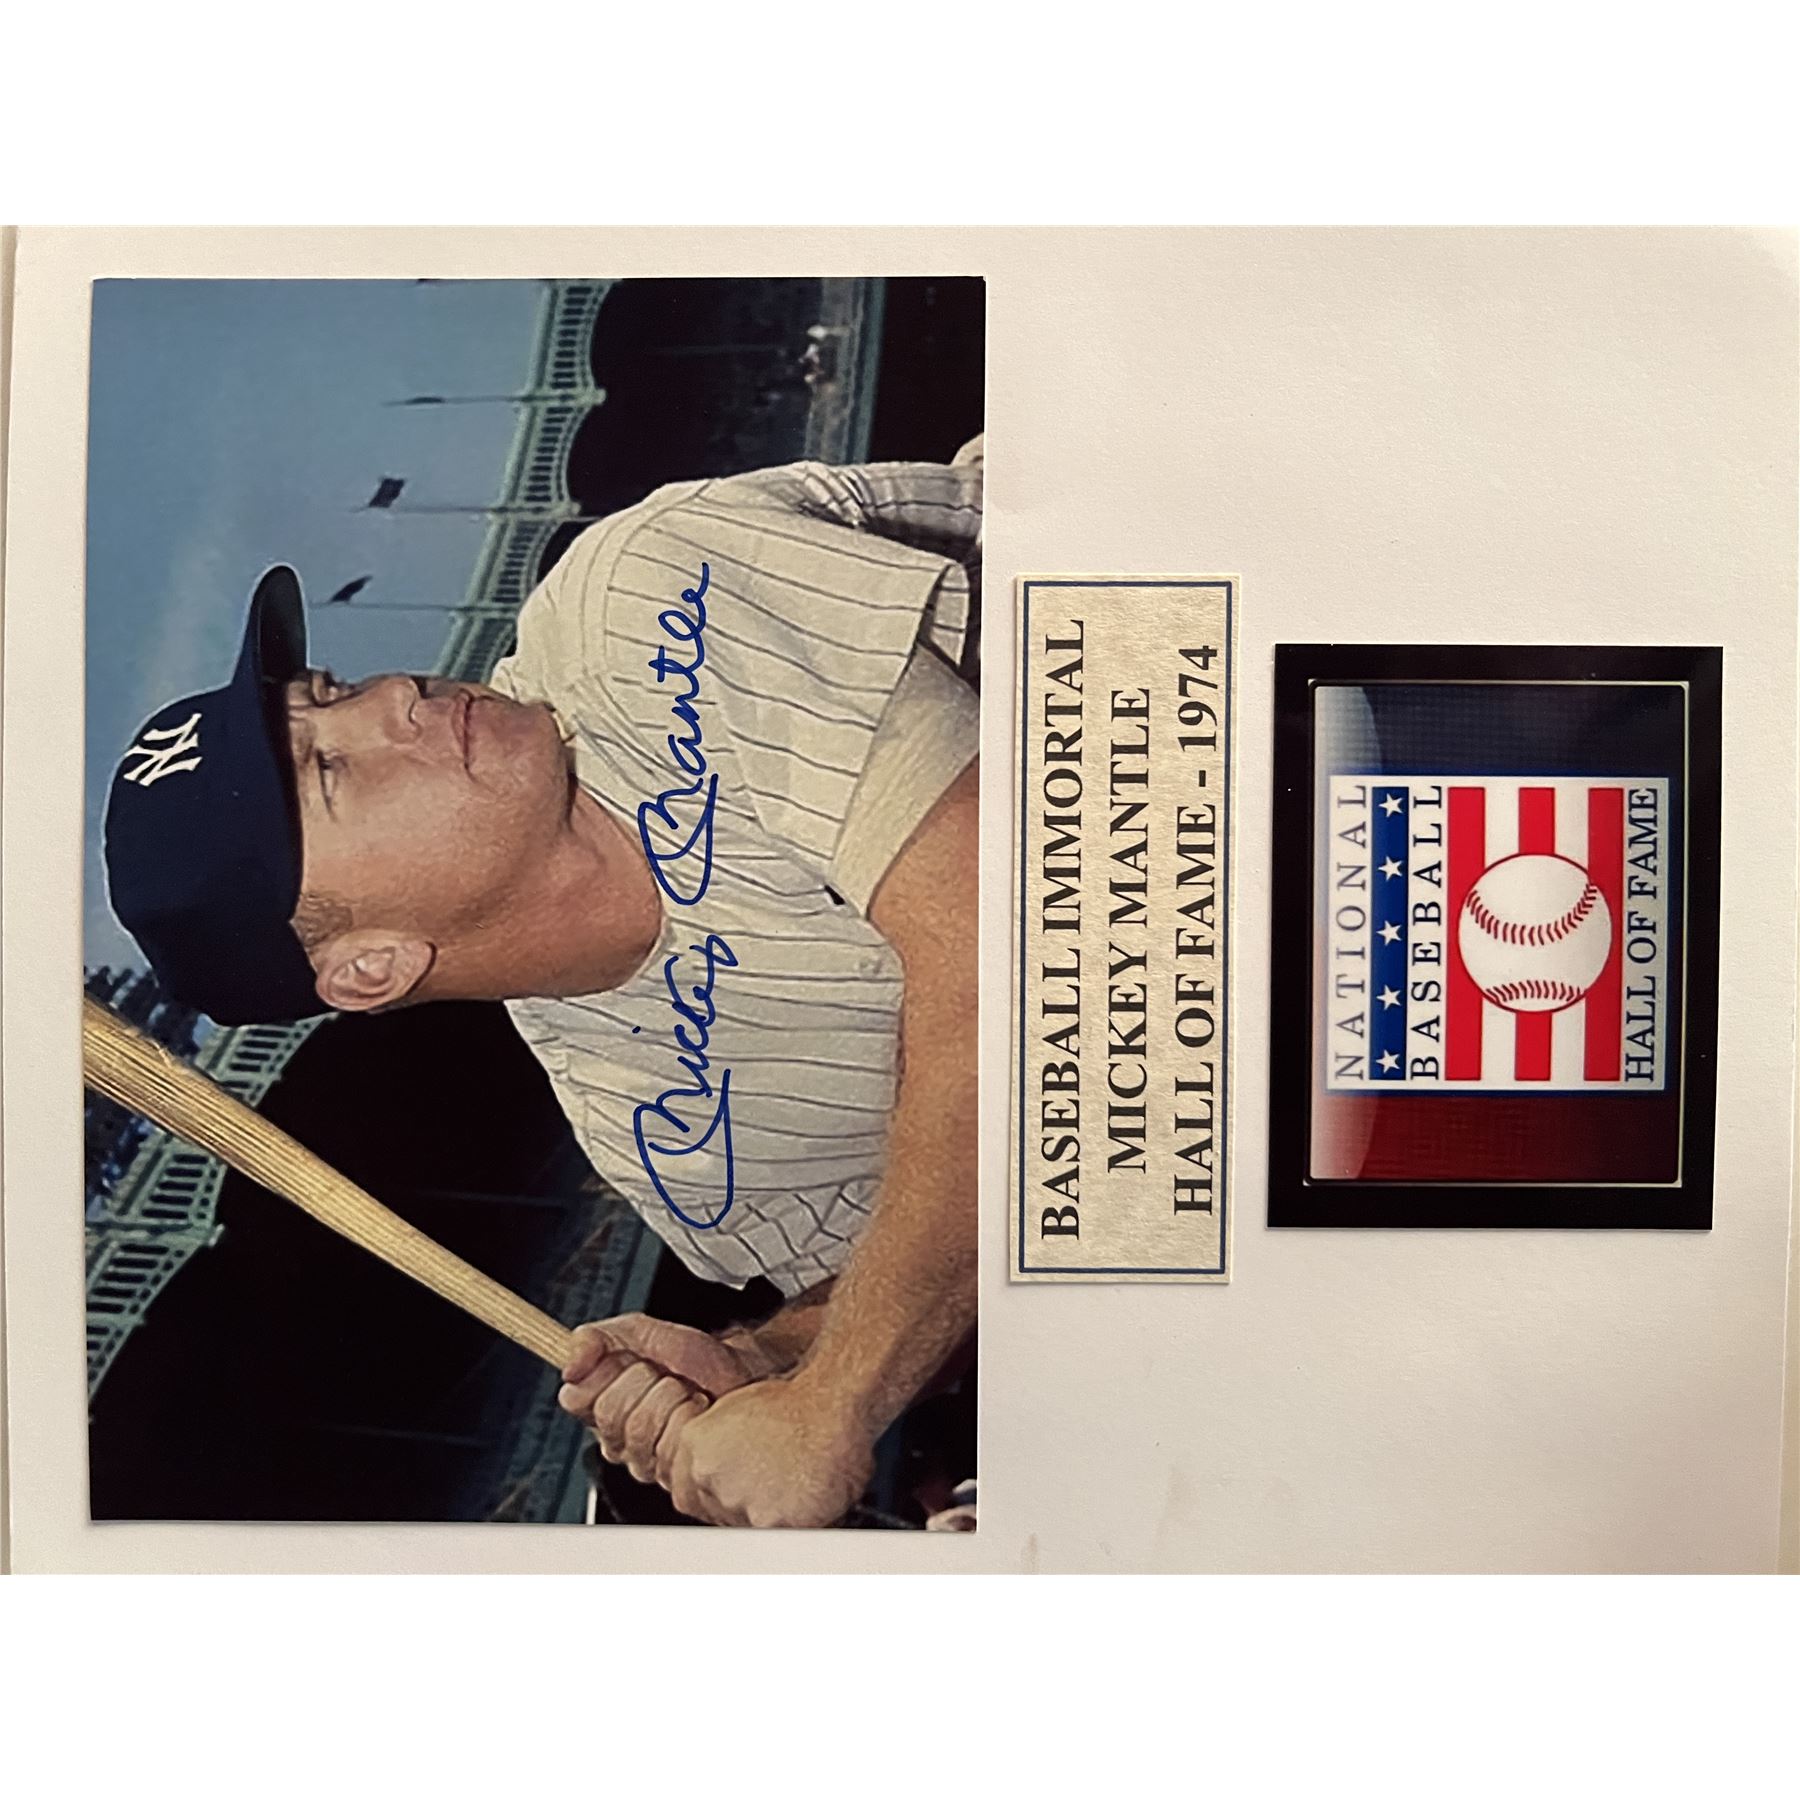 NY
Mickey Mantle
BASEBALL IMMORTAL
MICKEY MANTLE
HALL OF FAME - 1974
NATIONAL
BASEBALL
HALL OF FAME